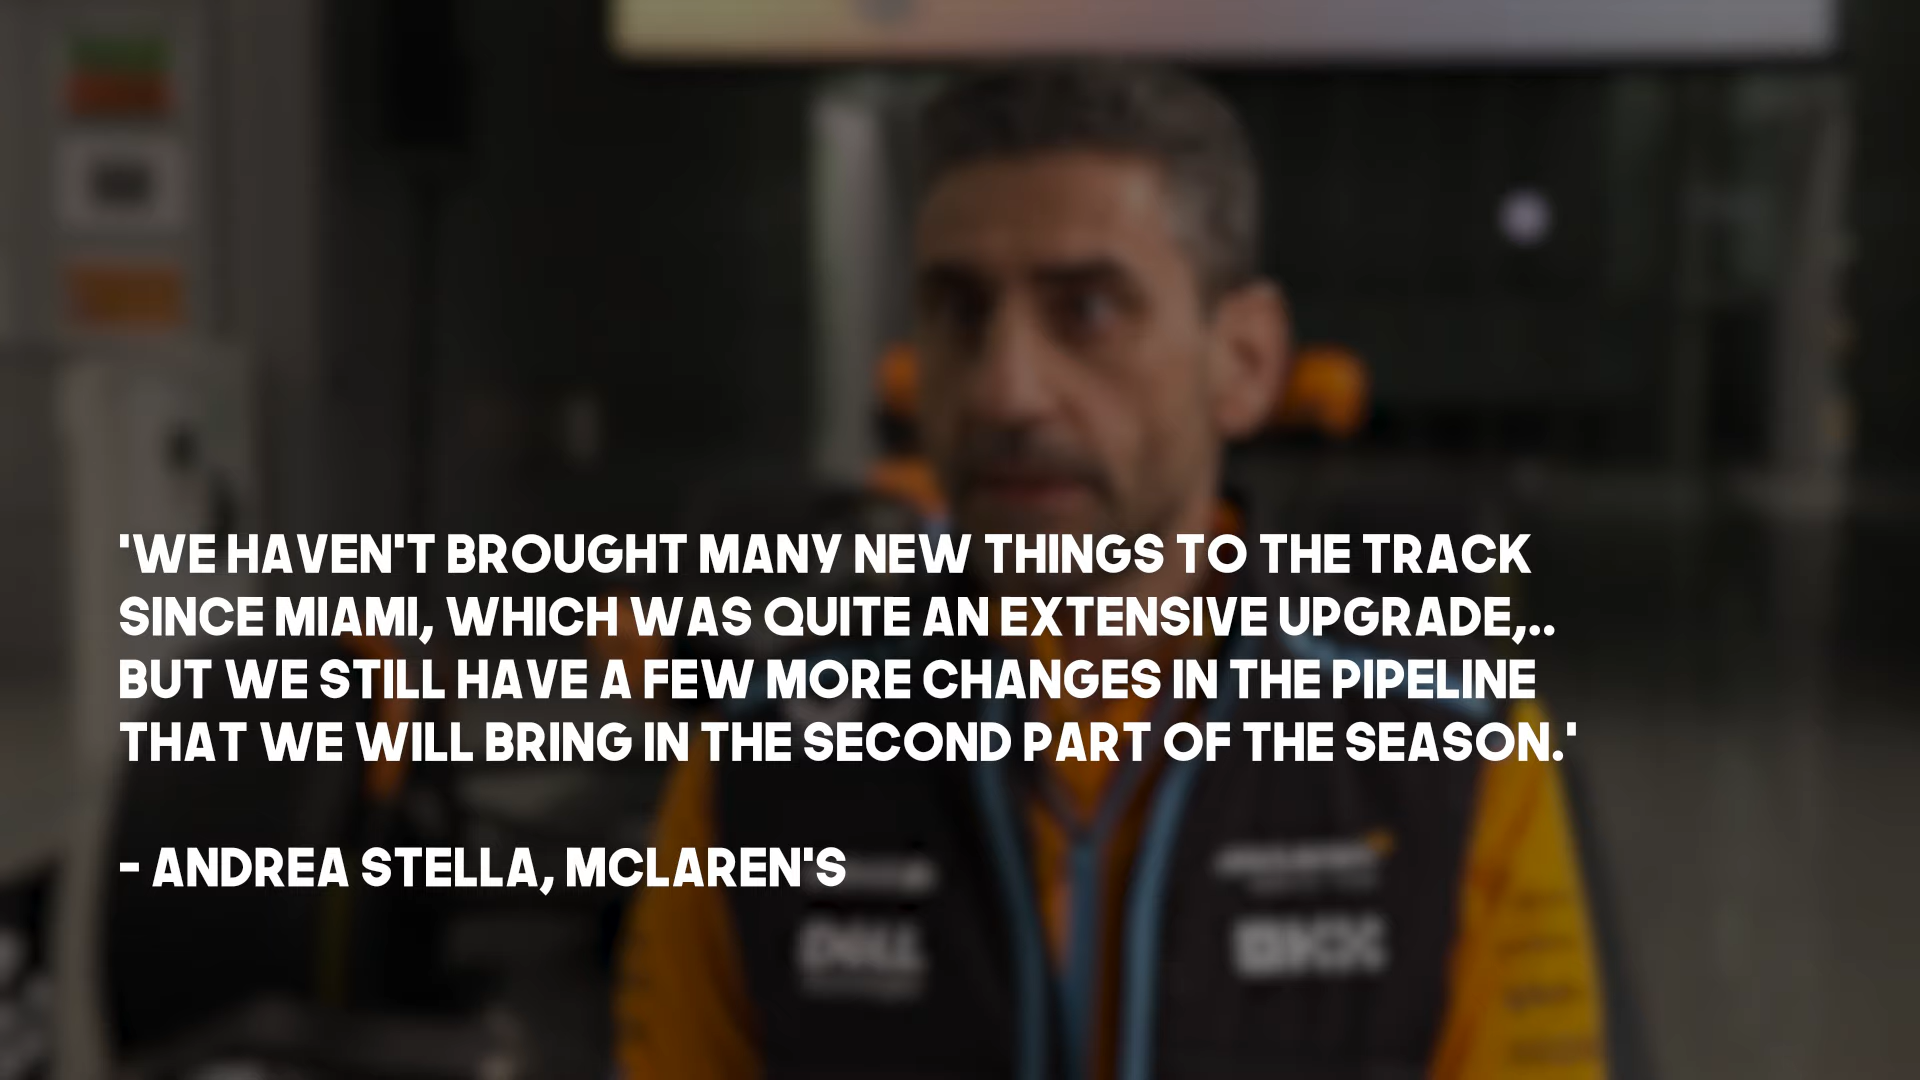 'WE HAVEN'T BROUGHT MANY NEW THINGS TO THE TRACK
SINCE MIAMI, WHICH WAS QUITE AN EXTENSIVE UPGRADE,..
BUT WE STILL HAVE A FEW MORE CHANGES IN THE PIPELINE
THAT WE WILL BRING IN THE SECOND PART OF THE SEASON.'
- ANDREA STELLA, MCLAREN'S
DELL
OKX